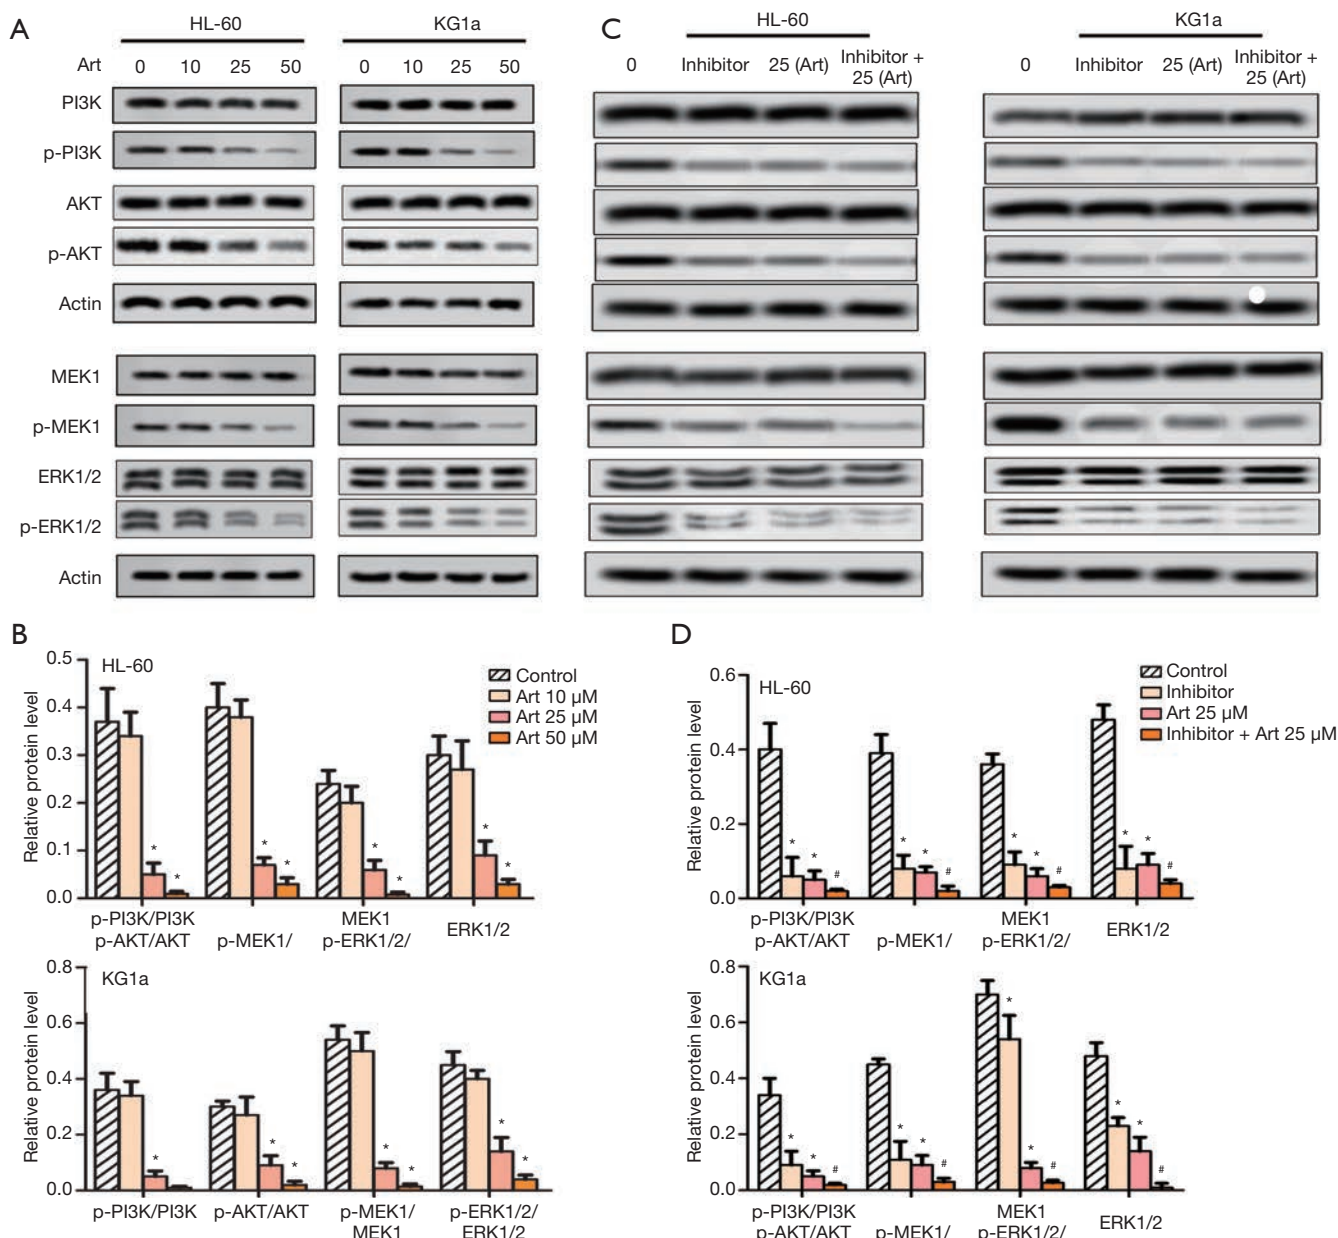 A
HL-60
KG1a
Art
0 10 25 50
0 10 25 50
PI3K
p-PI3K
AKT
p-AKT
Actin
MEK1
p-MEK1
ERK1/2
p-ERK1/2
Actin
C
HL-60
KG1a
0 Inhibitor 25 (Art) Inhibitor +
25 (Art)
0 Inhibitor 25 (Art) Inhibitor +
25 (Art)
B
HL-60
Relative protein level
0.5
0.4
0.3
0.2
0.1
0.0
Control
Art 10 μM
Art 25 μM
Art 50 μM
* * * * * * * *
p-PI3K/PI3K MEK1
p-AKT/AKT p-MEK1/ p-ERK1/2/ ERK1/2
KG1a
Relative protein level
0.8
0.6
0.4
0.2
0.0
* * * * * * *
p-PI3K/PI3K p-AKT/AKT p-MEK1/ p-ERK1/2/
MEK1 ERK1/2
D
HL-60
Relative protein level
0.6
0.4
0.2
0.0
Control
Inhibitor
Art 25 μM
Inhibitor + Art 25 μM
* * # * * # * * # * * #
p-PI3K/PI3K MEK1
p-AKT/AKT p-MEK1/ p-ERK1/2/ ERK1/2
KG1a
Relative protein level
0.8
0.6
0.4
0.2
0.0
* * # * * # * * # * * #
p-PI3K/PI3K MEK1
p-AKT/AKT p-MEK1/ p-ERK1/2/ ERK1/2